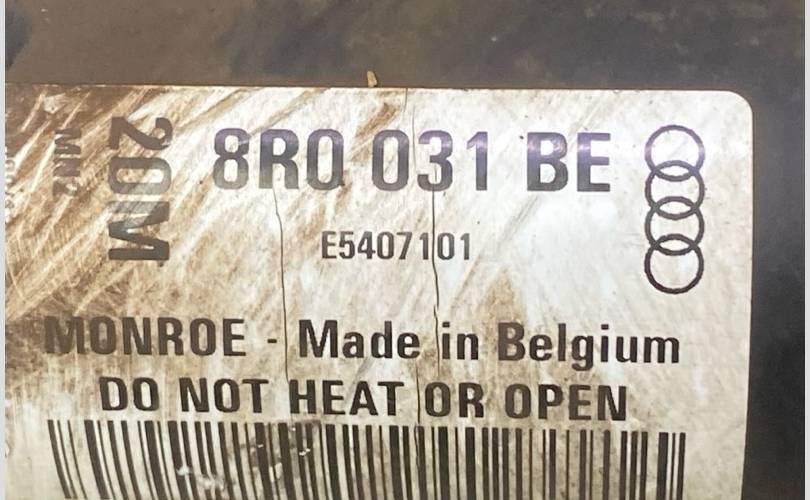 8R0 031 BE
20M
E5407101
MONROE - Made in Belgium
DO NOT HEAT OR OPEN